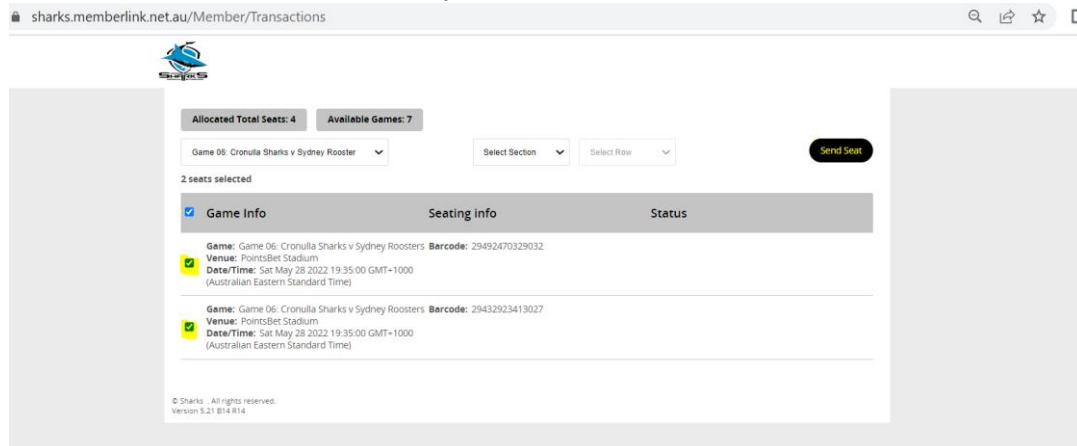 sharks.memberlink.net.au/Member/Transactions
SHARKS
Allocated Total Seats: 4 Available Games: 7
Game 06: Cronulla Sharks v Sydney Rooster Select Section Select Row Send Seat
2 seats selected
Game Info Seating info Status
Game: Game 06: Cronulla Sharks v Sydney Roosters Barcode: 29492470329032
Venue: PointsBet Stadium
Date/Time: Sat May 28 2022 19:35:00 GMT+1000
(Australian Eastern Standard Time)
Game: Game 06: Cronulla Sharks v Sydney Roosters Barcode: 29432923413027
Venue: PointsBet Stadium
Date/Time: Sat May 28 2022 19:35:00 GMT+1000
(Australian Eastern Standard Time)
© Sharks . All rights reserved.
Version 5.21 B14 R14